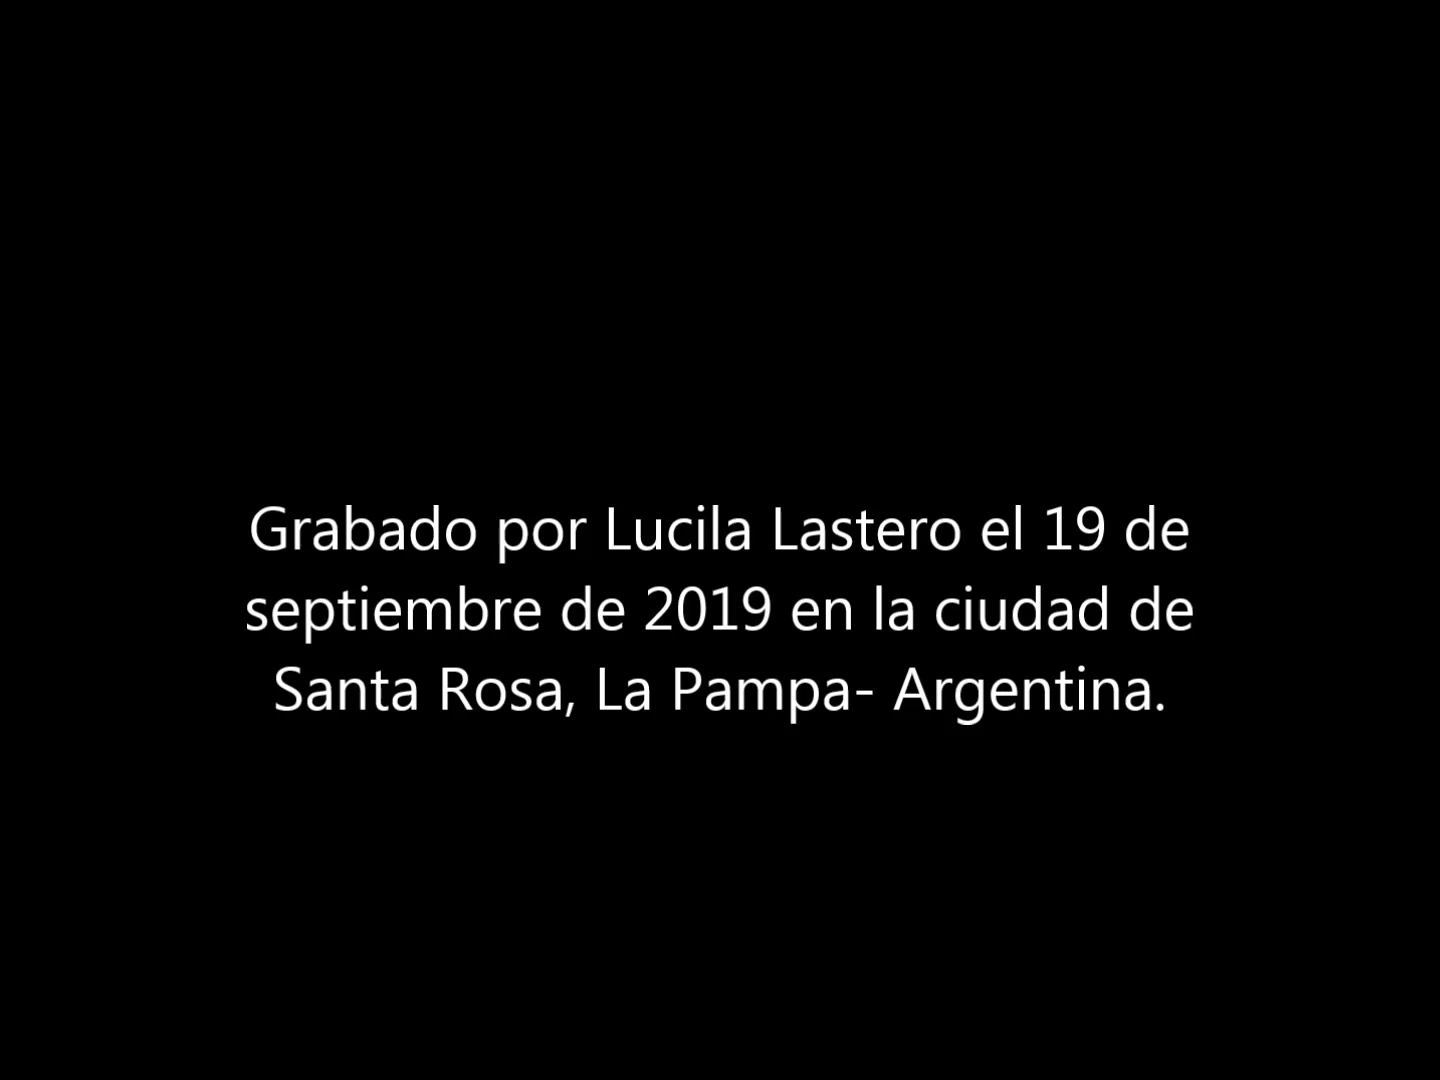 Grabado por Lucila Lastero el 19 de
septiembre de 2019 en la ciudad de
Santa Rosa, La Pampa- Argentina.